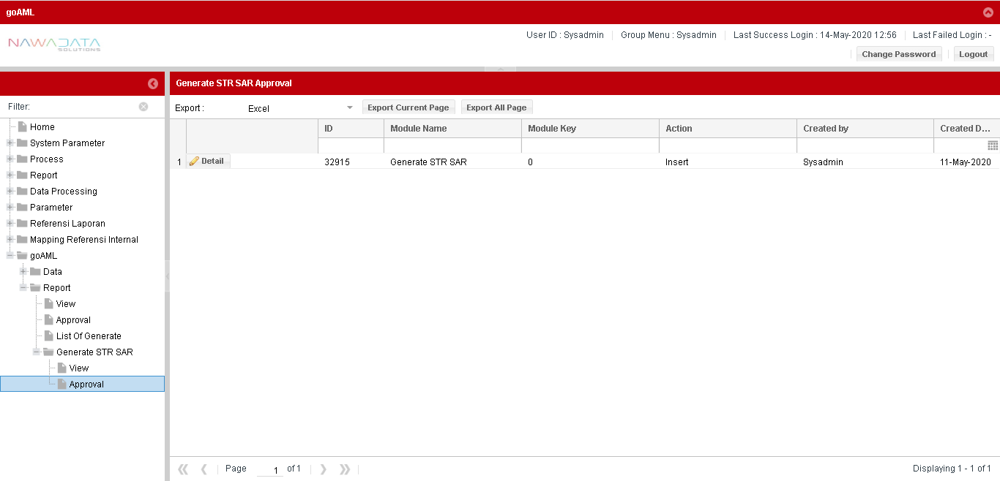 goAML
NAWADATA
SOLUTIONS
User ID : Sysadmin
Group Menu : Sysadmin
Last Success Login : 14-May-2020 12:56
Last Failed Login : -
Change Password
Logout
Filter:
Home
System Parameter
Process
Report
Data Processing
Parameter
Referensi Laporan
Mapping Referensi Internal
goAML
Data
Report
View
Approval
List Of Generate
Generate STR SAR
View
Approval
Generate STR SAR Approval
Export : Excel Export Current Page Export All Page
ID Module Name Module Key Action Created by Created D...
1 Detail 32915 Generate STR SAR 0 Insert Sysadmin 11-May-2020
Page 1 of 1
Displaying 1 - 1 of 1